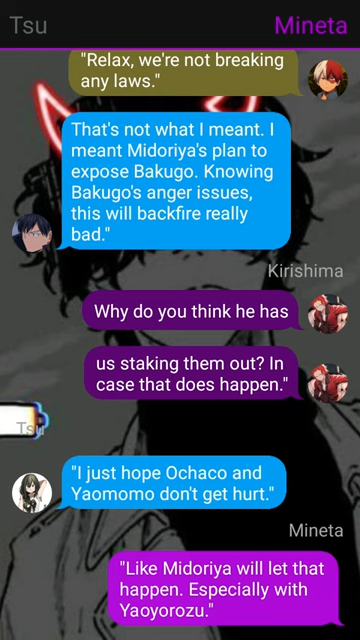 Tsu
Mineta
"Relax, we're not breaking
any laws."
That's not what I meant. I
meant Midoriya's plan to
expose Bakugo. Knowing
Bakugo's anger issues,
this will backfire really
bad."
Kirishima
Why do you think he has
us staking them out? In
case that does happen."
Tsu
"I just hope Ochaco and
Yaomomo don't get hurt."
Mineta
"Like Midoriya will let that
happen. Especially with
Yaoyorozu."